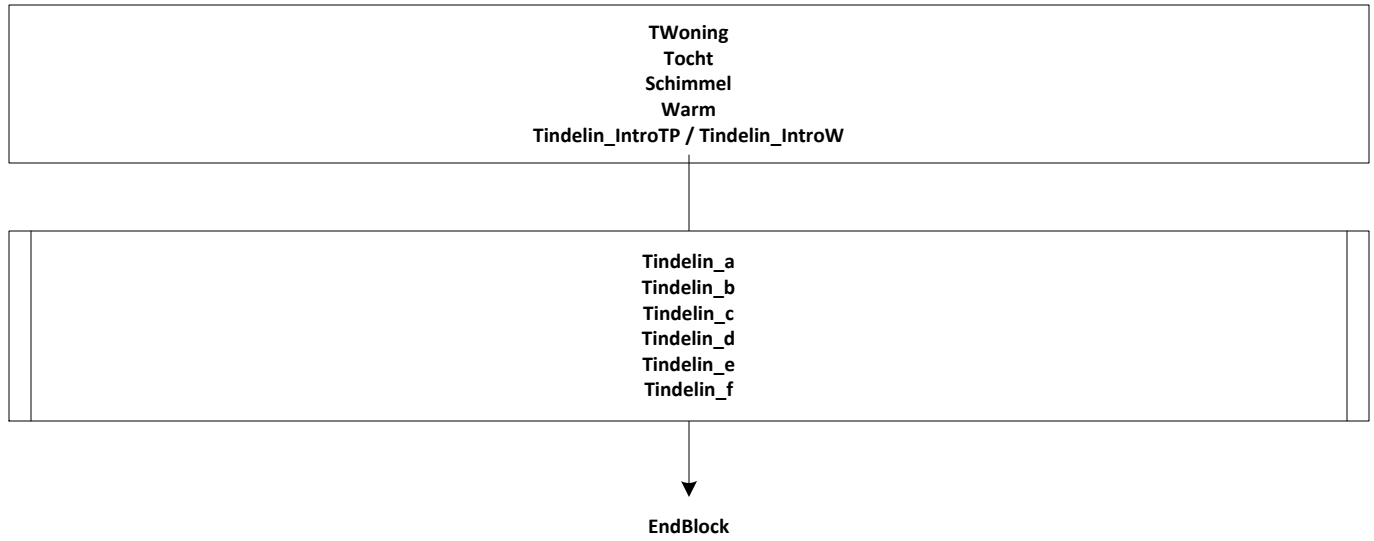 TWoning
Tocht
Schimmel
Warm
Tindelin_IntroTP / Tindelin_IntroW
Tindelin_a
Tindelin_b
Tindelin_c
Tindelin_d
Tindelin_e
Tindelin_f
EndBlock